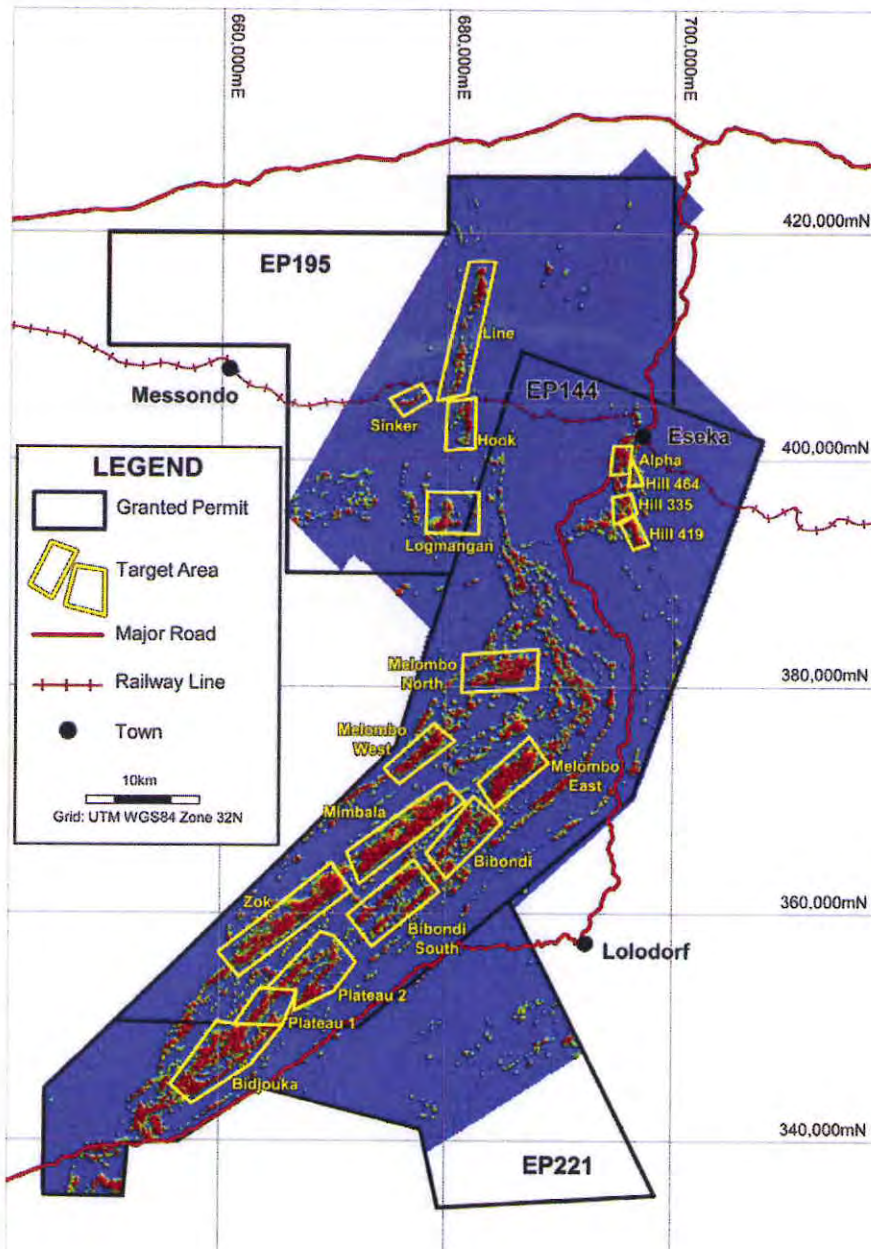 660,000mE
680,000mE
700,000mE
420,000mN
EP195
Line
Messondo
EP144
Sinker
Hook
Eseka
400,000mN
Alpha
Hill 464
Hill 335
Hill 419
Logmangan
LEGEND
Granted Permit
Target Area
Major Road
Railway Line
Town
10km
Grid: UTM WGS84 Zone 32N
Melombo
North
380,000mN
Melombo
West
Melombo
East
Mimbala
Bibondi
Zok
360,000mN
Bibondi
South
Lolodorf
Plateau 2
Plateau 1
Bidjouka
340,000mN
EP221